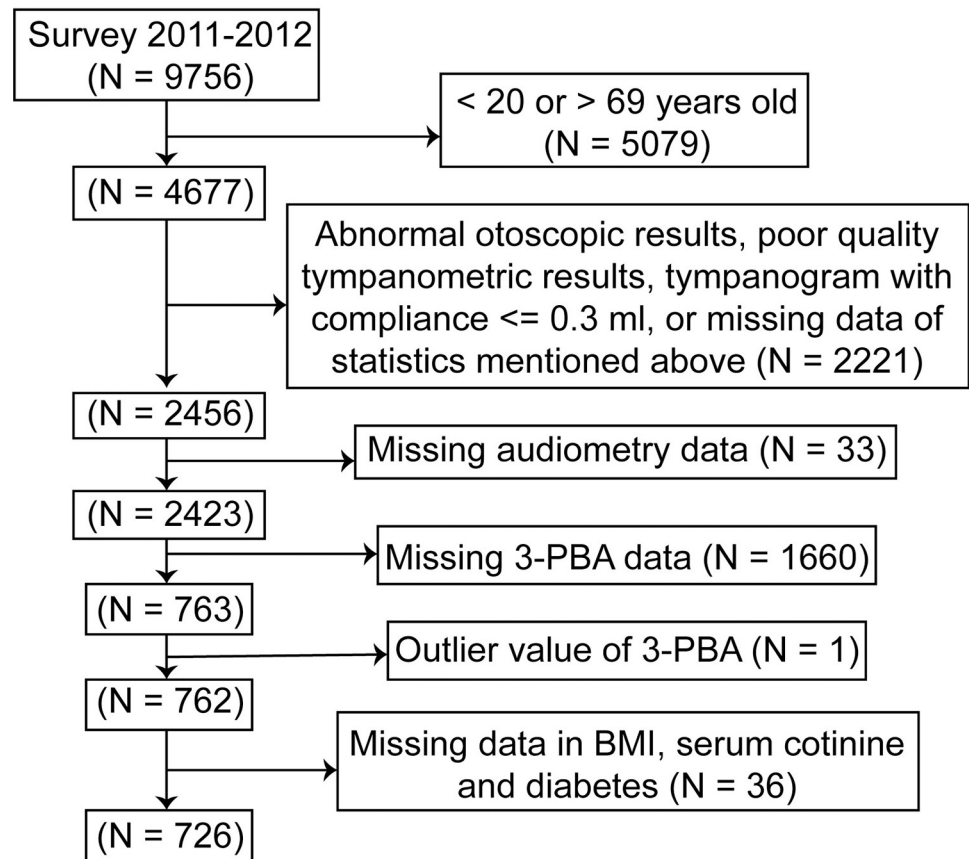 Survey 2011-2012
(N = 9756)
< 20 or > 69 years old
(N = 5079)
(N = 4677)
Abnormal otoscopic results, poor quality
tympanometric results, tympanogram with
compliance <= 0.3 ml, or missing data of
statistics mentioned above (N = 2221)
(N = 2456)
Missing audiometry data (N = 33)
(N = 2423)
Missing 3-PBA data (N = 1660)
(N = 763)
Outlier value of 3-PBA (N = 1)
(N = 762)
Missing data in BMI, serum cotinine
and diabetes (N = 36)
(N = 726)